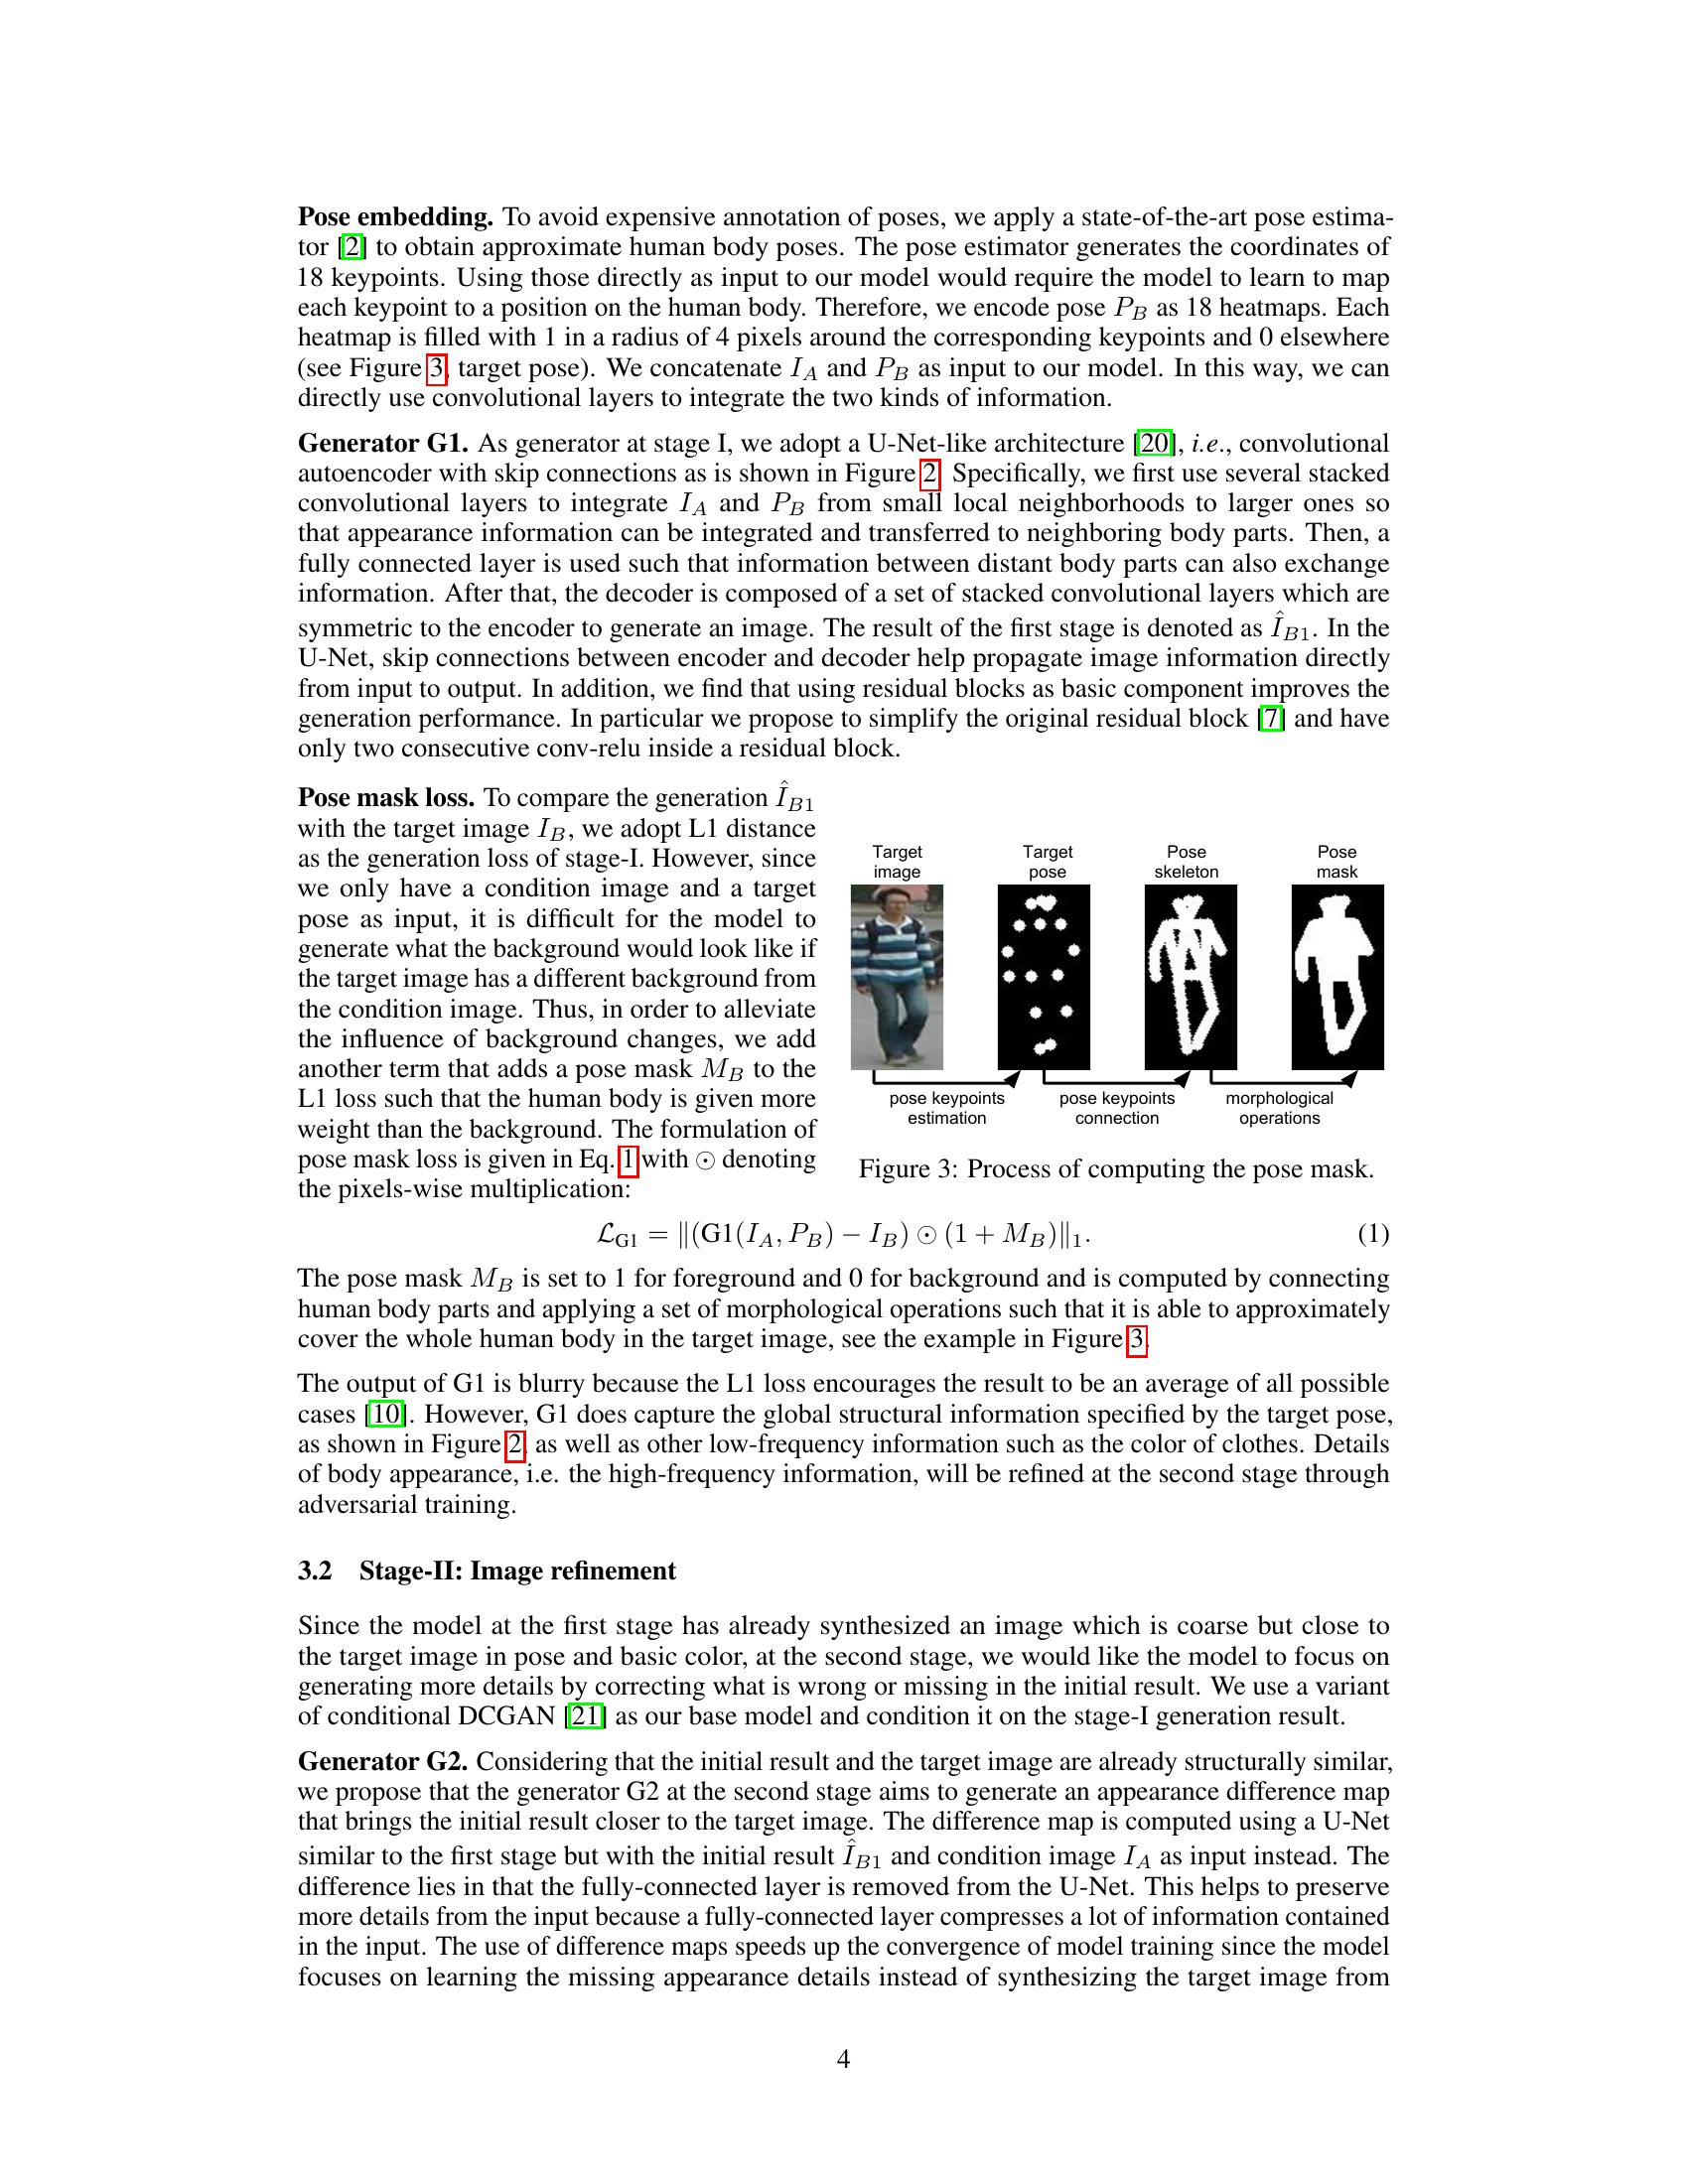 Pose embedding. To avoid expensive annotation of poses, we apply a state-of-the-art pose estima-
tor [2] to obtain approximate human body poses. The pose estimator generates the coordinates of
18 keypoints. Using those directly as input to our model would require the model to learn to map
each keypoint to a position on the human body. Therefore, we encode pose P_B as 18 heatmaps. Each
heatmap is filled with 1 in a radius of 4 pixels around the corresponding keypoints and 0 elsewhere
(see Figure 3, target pose). We concatenate I_A and P_B as input to our model. In this way, we can
directly use convolutional layers to integrate the two kinds of information.
Generator G1. As generator at stage I, we adopt a U-Net-like architecture [20], i.e., convolutional
autoencoder with skip connections as is shown in Figure 2. Specifically, we first use several stacked
convolutional layers to integrate I_A and P_B from small local neighborhoods to larger ones so
that appearance information can be integrated and transferred to neighboring body parts. Then, a
fully connected layer is used such that information between distant body parts can also exchange
information. After that, the decoder is composed of a set of stacked convolutional layers which are
symmetric to the encoder to generate an image. The result of the first stage is denoted as Î_B1. In the
U-Net, skip connections between encoder and decoder help propagate image information directly
from input to output. In addition, we find that using residual blocks as basic component improves the
generation performance. In particular we propose to simplify the original residual block [7] and have
only two consecutive conv-relu inside a residual block.
Pose mask loss. To compare the generation Î_B1
with the target image I_B, we adopt L1 distance
as the generation loss of stage-I. However, since
we only have a condition image and a target
pose as input, it is difficult for the model to
generate what the background would look like if
the target image has a different background from
the condition image. Thus, in order to alleviate
the influence of background changes, we add
another term that adds a pose mask M_B to the
L1 loss such that the human body is given more
weight than the background. The formulation of
pose mask loss is given in Eq. 1 with ⊙ denoting
the pixels-wise multiplication:
Target image
Target pose
Pose skeleton
Pose mask
pose keypoints estimation
pose keypoints connection
morphological operations
Figure 3: Process of computing the pose mask.
L_G1 = ‖(G1(I_A, P_B) − I_B) ⊙ (1 + M_B)‖_1. (1)
The pose mask M_B is set to 1 for foreground and 0 for background and is computed by connecting
human body parts and applying a set of morphological operations such that it is able to approximately
cover the whole human body in the target image, see the example in Figure 3.
The output of G1 is blurry because the L1 loss encourages the result to be an average of all possible
cases [10]. However, G1 does capture the global structural information specified by the target pose,
as shown in Figure 2, as well as other low-frequency information such as the color of clothes. Details
of body appearance, i.e. the high-frequency information, will be refined at the second stage through
adversarial training.
3.2 Stage-II: Image refinement
Since the model at the first stage has already synthesized an image which is coarse but close to
the target image in pose and basic color, at the second stage, we would like the model to focus on
generating more details by correcting what is wrong or missing in the initial result. We use a variant
of conditional DCGAN [21] as our base model and condition it on the stage-I generation result.
Generator G2. Considering that the initial result and the target image are already structurally similar,
we propose that the generator G2 at the second stage aims to generate an appearance difference map
that brings the initial result closer to the target image. The difference map is computed using a U-Net
similar to the first stage but with the initial result Î_B1 and condition image I_A as input instead. The
difference lies in that the fully-connected layer is removed from the U-Net. This helps to preserve
more details from the input because a fully-connected layer compresses a lot of information contained
in the input. The use of difference maps speeds up the convergence of model training since the model
focuses on learning the missing appearance details instead of synthesizing the target image from
4